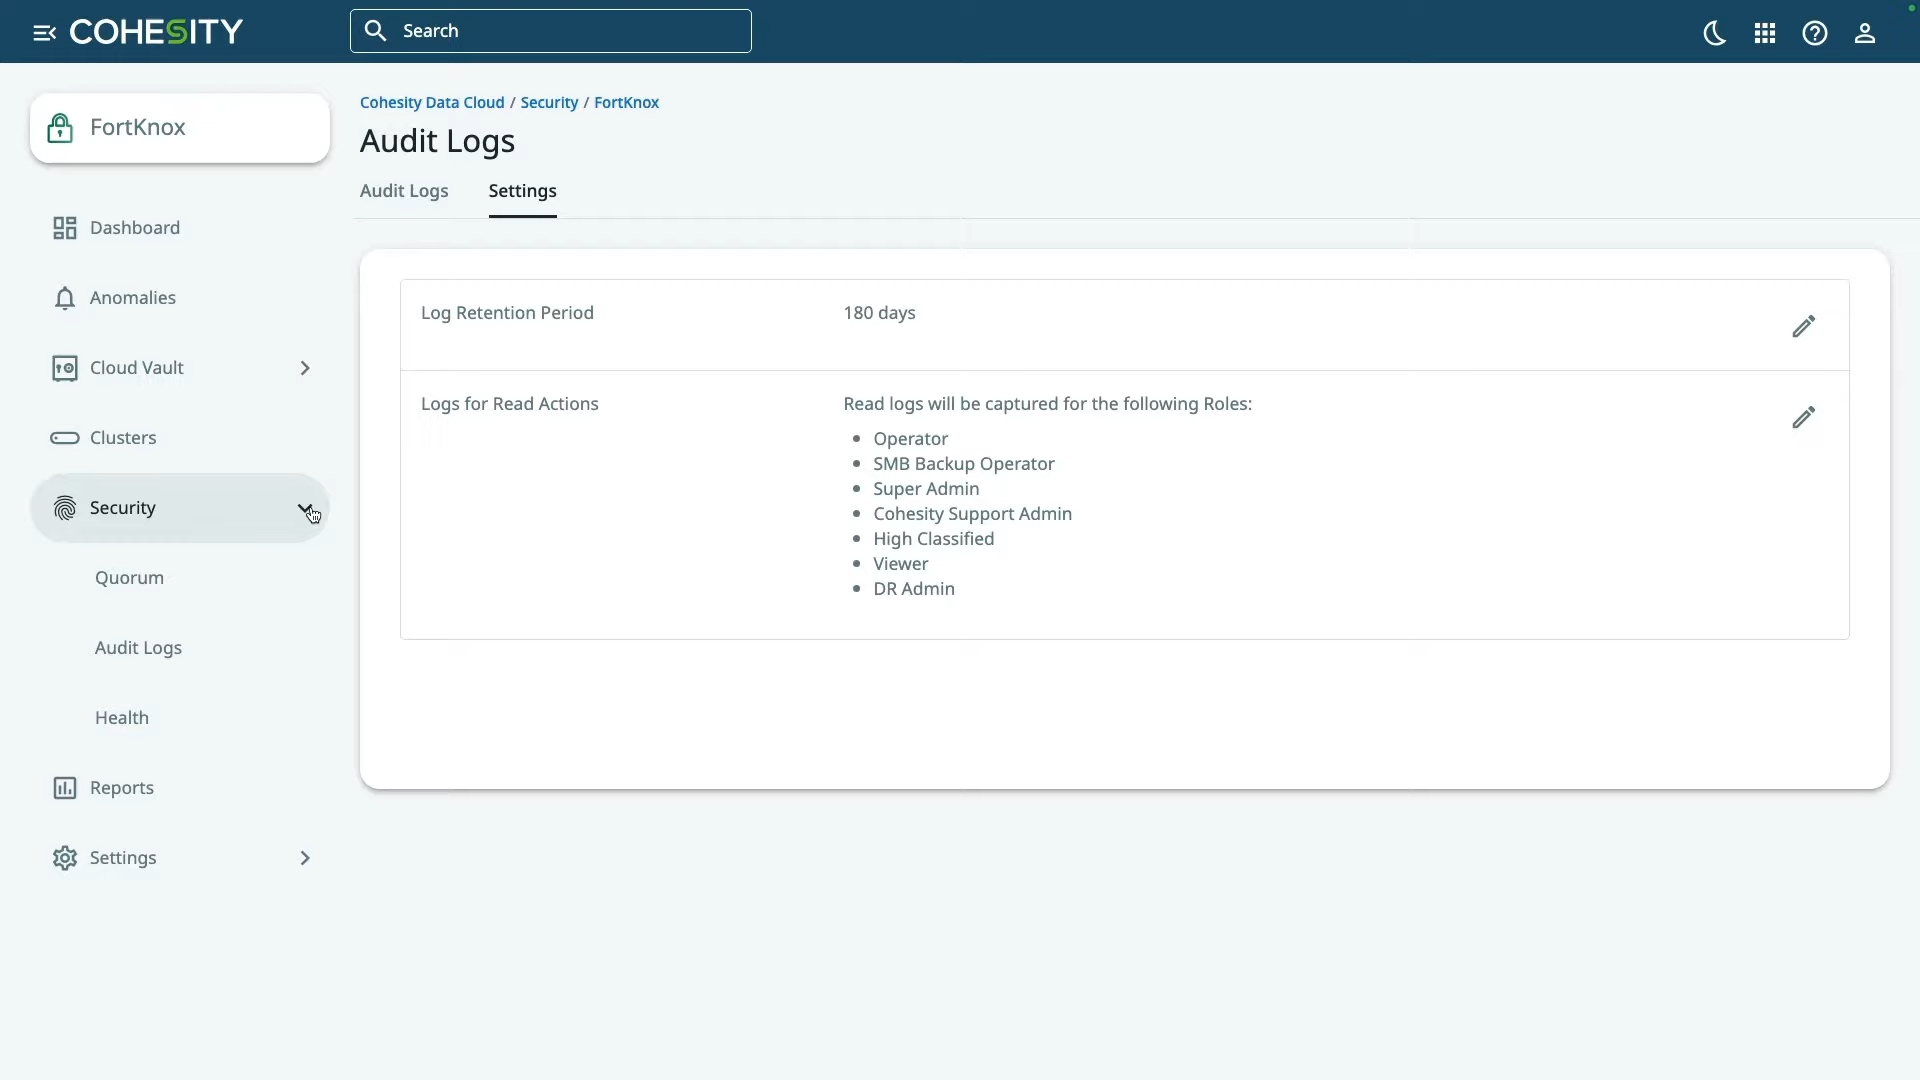 COHESITY
Search
FortKnox
Dashboard
Anomalies
Cloud Vault
Clusters
Security
Quorum
Audit Logs
Health
Reports
Settings
Cohesity Data Cloud / Security / FortKnox
Audit Logs
Audit Logs Settings
Log Retention Period 180 days
Logs for Read Actions Read logs will be captured for the following Roles:
• Operator
• SMB Backup Operator
• Super Admin
• Cohesity Support Admin
• High Classified
• Viewer
• DR Admin